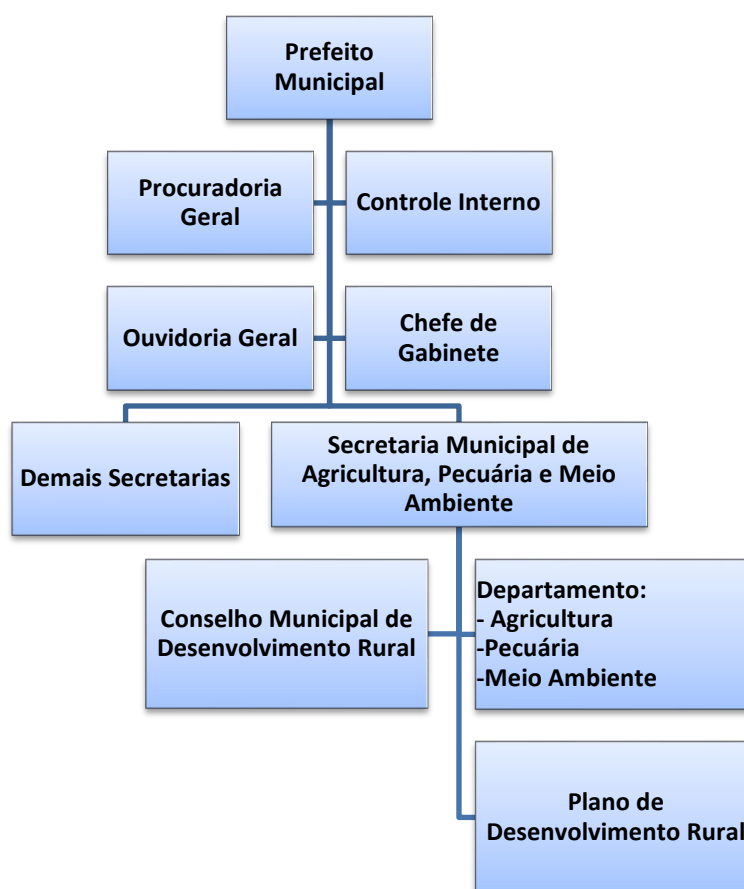 Prefeito
Municipal
Procuradoria
Geral
Controle Interno
Ouvidoria Geral
Chefe de
Gabinete
Demais Secretarias
Secretaria Municipal de
Agricultura, Pecuária e Meio
Ambiente
Conselho Municipal de
Desenvolvimento Rural
Departamento:
- Agricultura
-Pecuária
-Meio Ambiente
Plano de
Desenvolvimento Rural